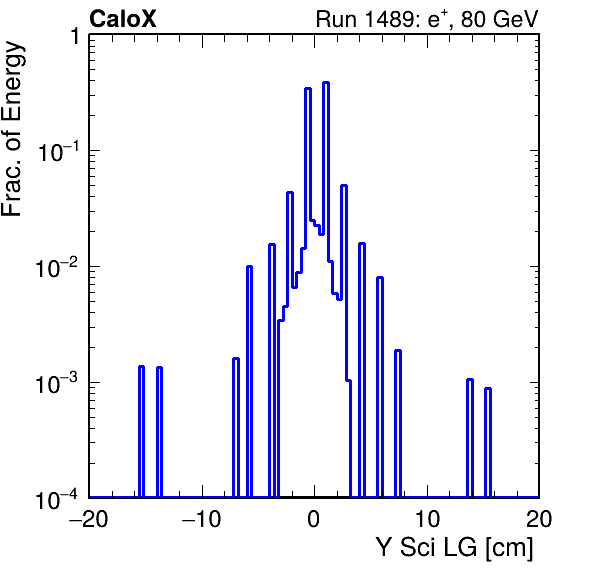 CaloX Run 1489: e⁺, 80 GeV
Frac. of Energy
1
10⁻¹
10⁻²
10⁻³
10⁻⁴
−20 −10 0 10 20
Y Sci LG [cm]